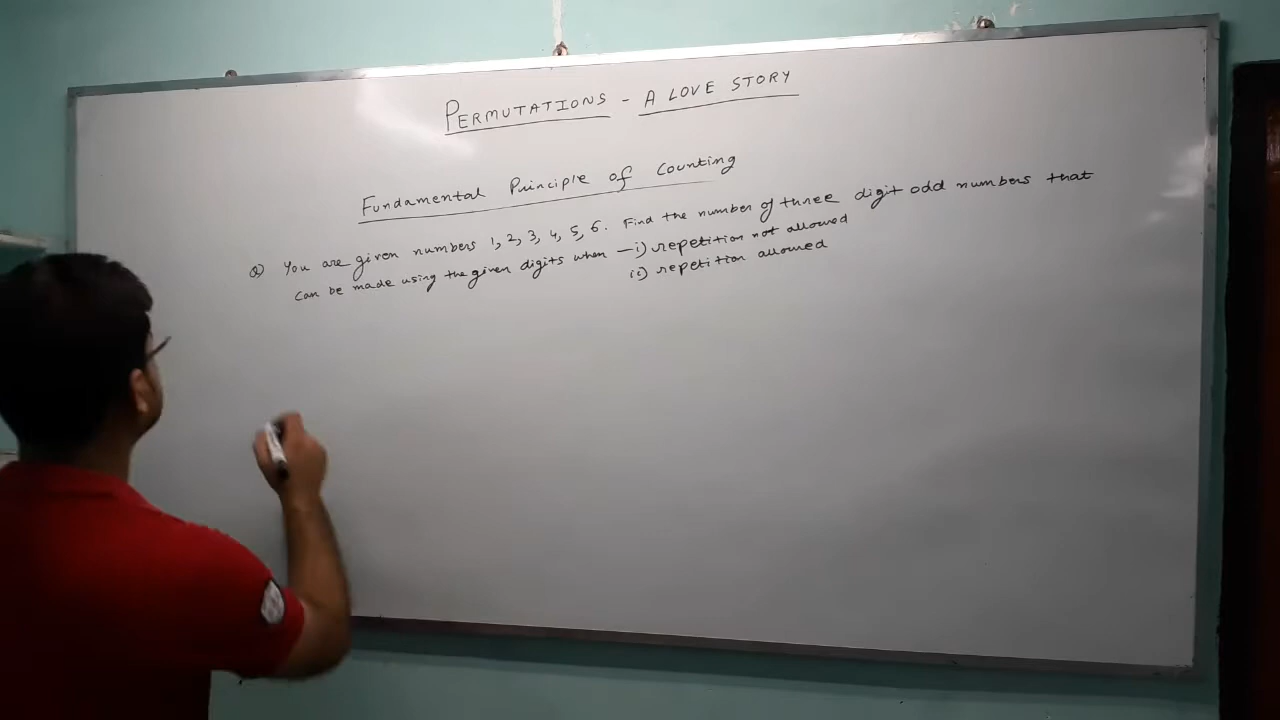 PERMUTATIONS - A LOVE STORY
Fundamental Principle of Counting
Q) You are given numbers 1, 2, 3, 4, 5, 6. Find the number of three digit odd numbers that
can be made using the given digits when - i) repetition not allowed
ii) repetition allowed